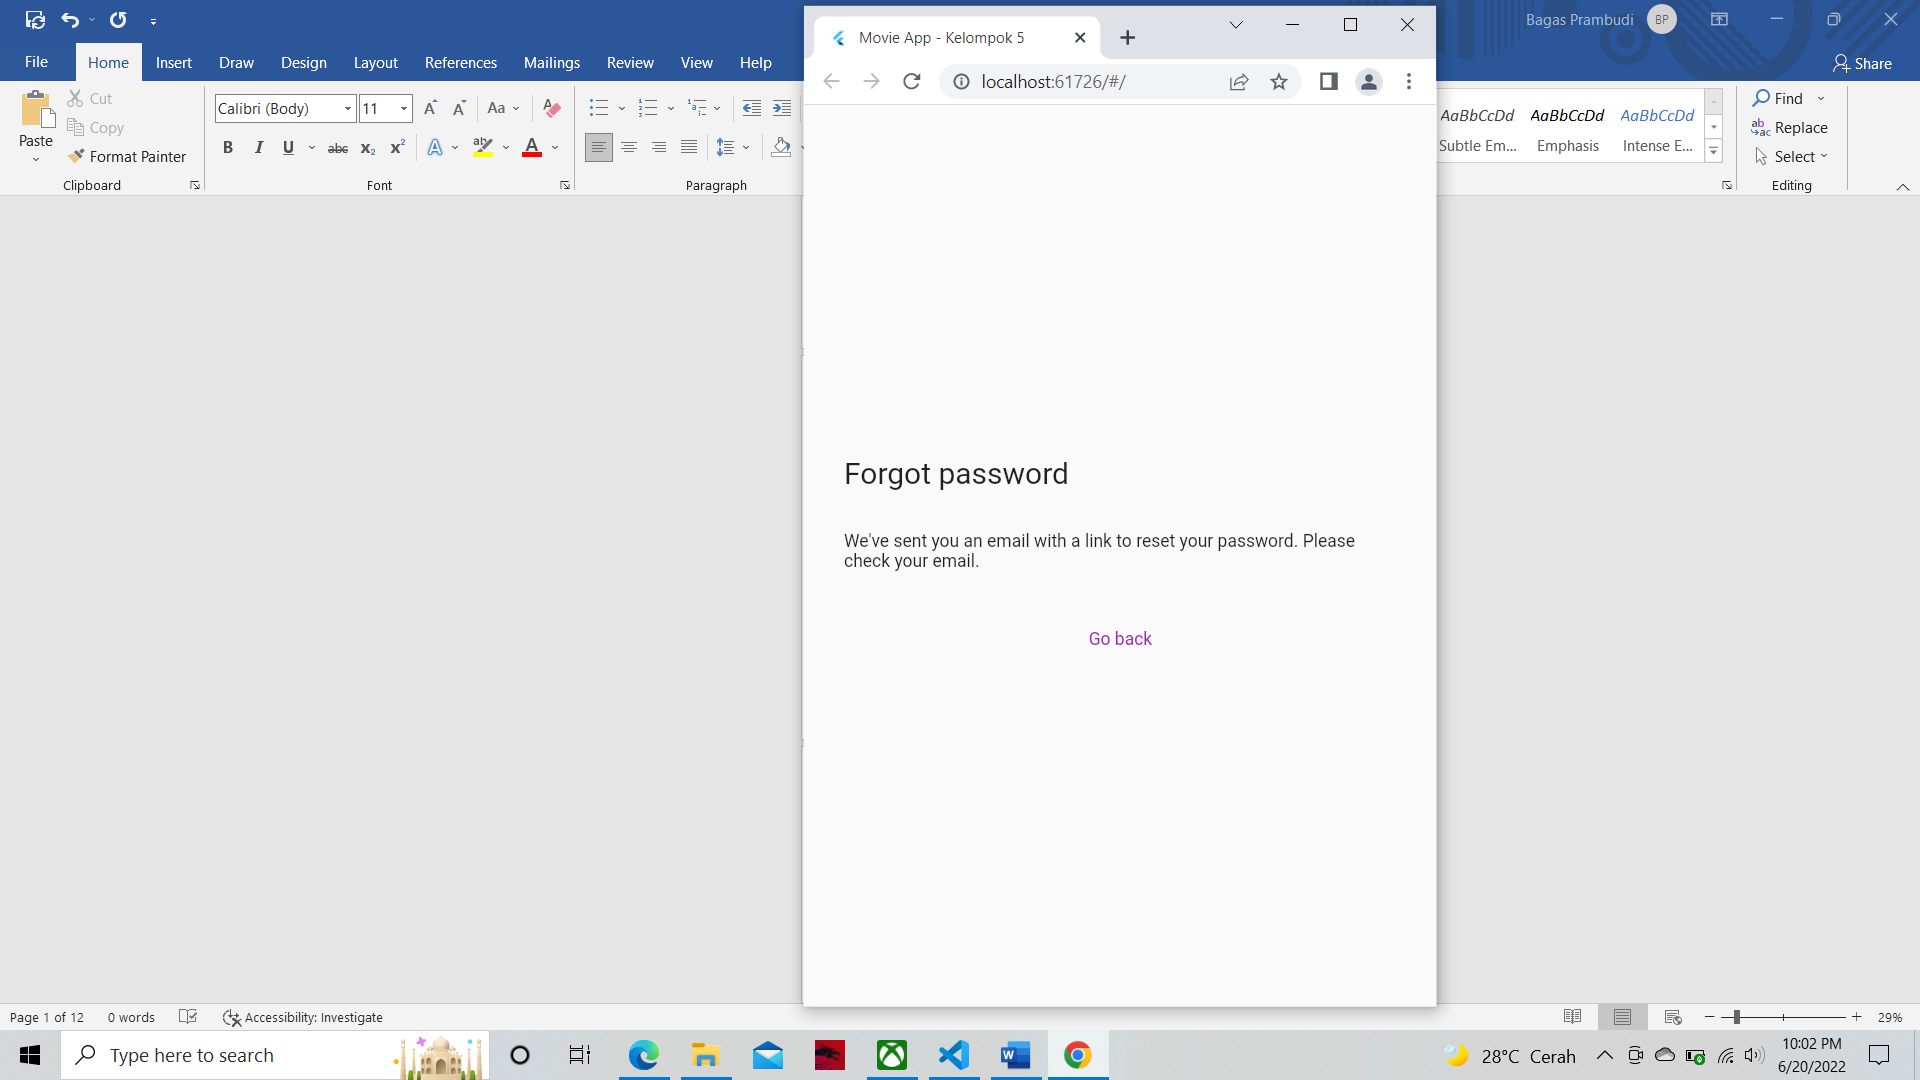 Bagas Prambudi
BP
File
Home
Insert
Draw
Design
Layout
References
Mailings
Review
View
Help
Share
Paste
Cut
Copy
Format Painter
Clipboard
Calibri (Body)
11
Aa
B I U abc x₂ x²
A
Font
Paragraph
AaBbCcDd
Subtle Em...
AaBbCcDd
Emphasis
AaBbCcDd
Intense E...
Find
Replace
Select
Editing
Movie App - Kelompok 5
localhost:61726/#/
Forgot password
We've sent you an email with a link to reset your password. Please
check your email.
Go back
Page 1 of 12
0 words
Accessibility: Investigate
29%
Type here to search
28°C Cerah
10:02 PM
6/20/2022